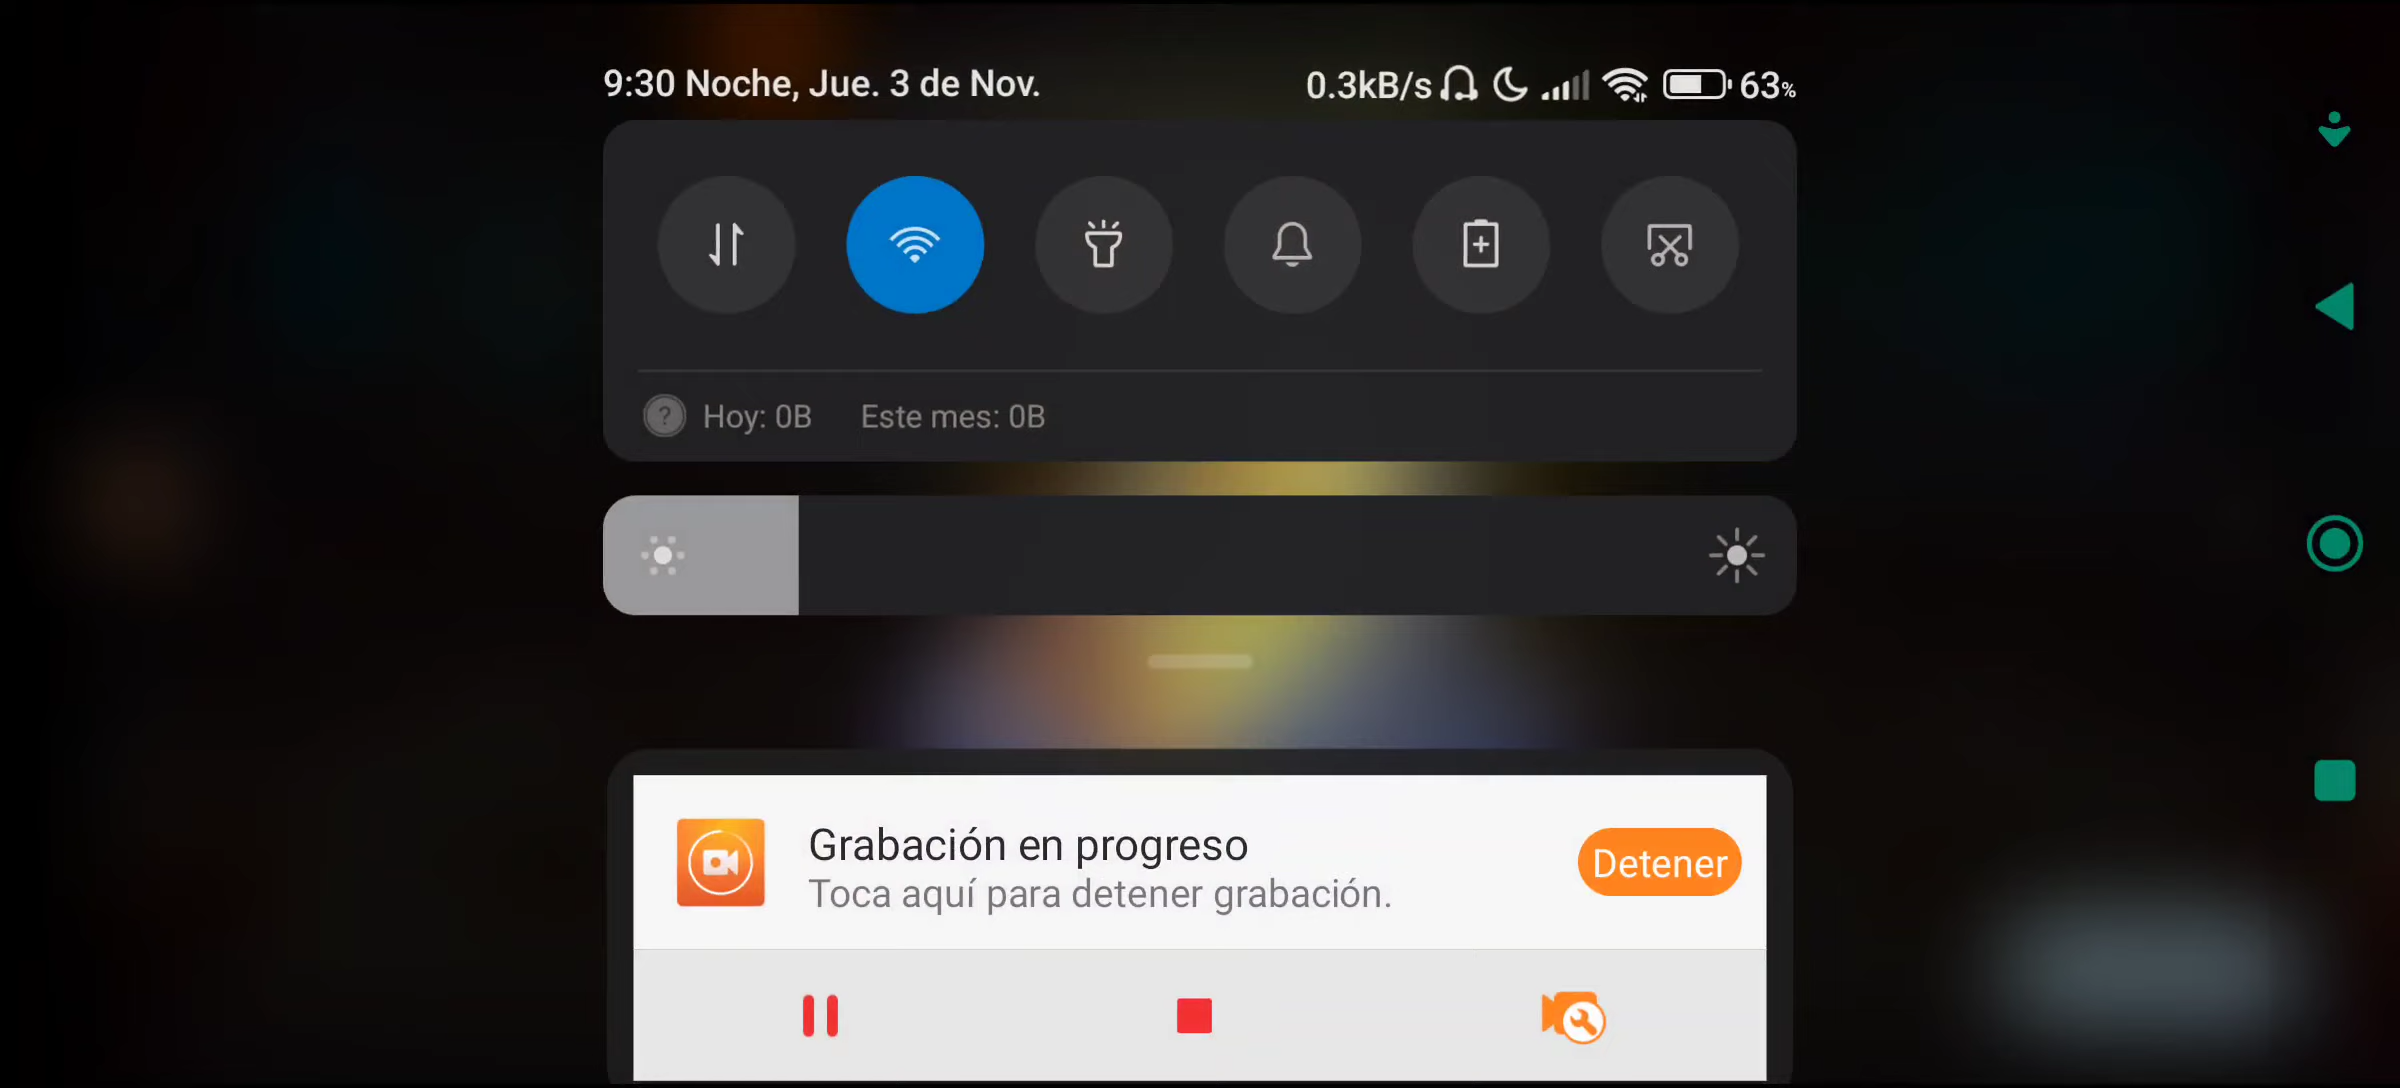 9:30 Noche, Jue. 3 de Nov.
0.3kB/s 63%
Hoy: 0B Este mes: 0B
Grabación en progreso
Toca aquí para detener grabación.
Detener